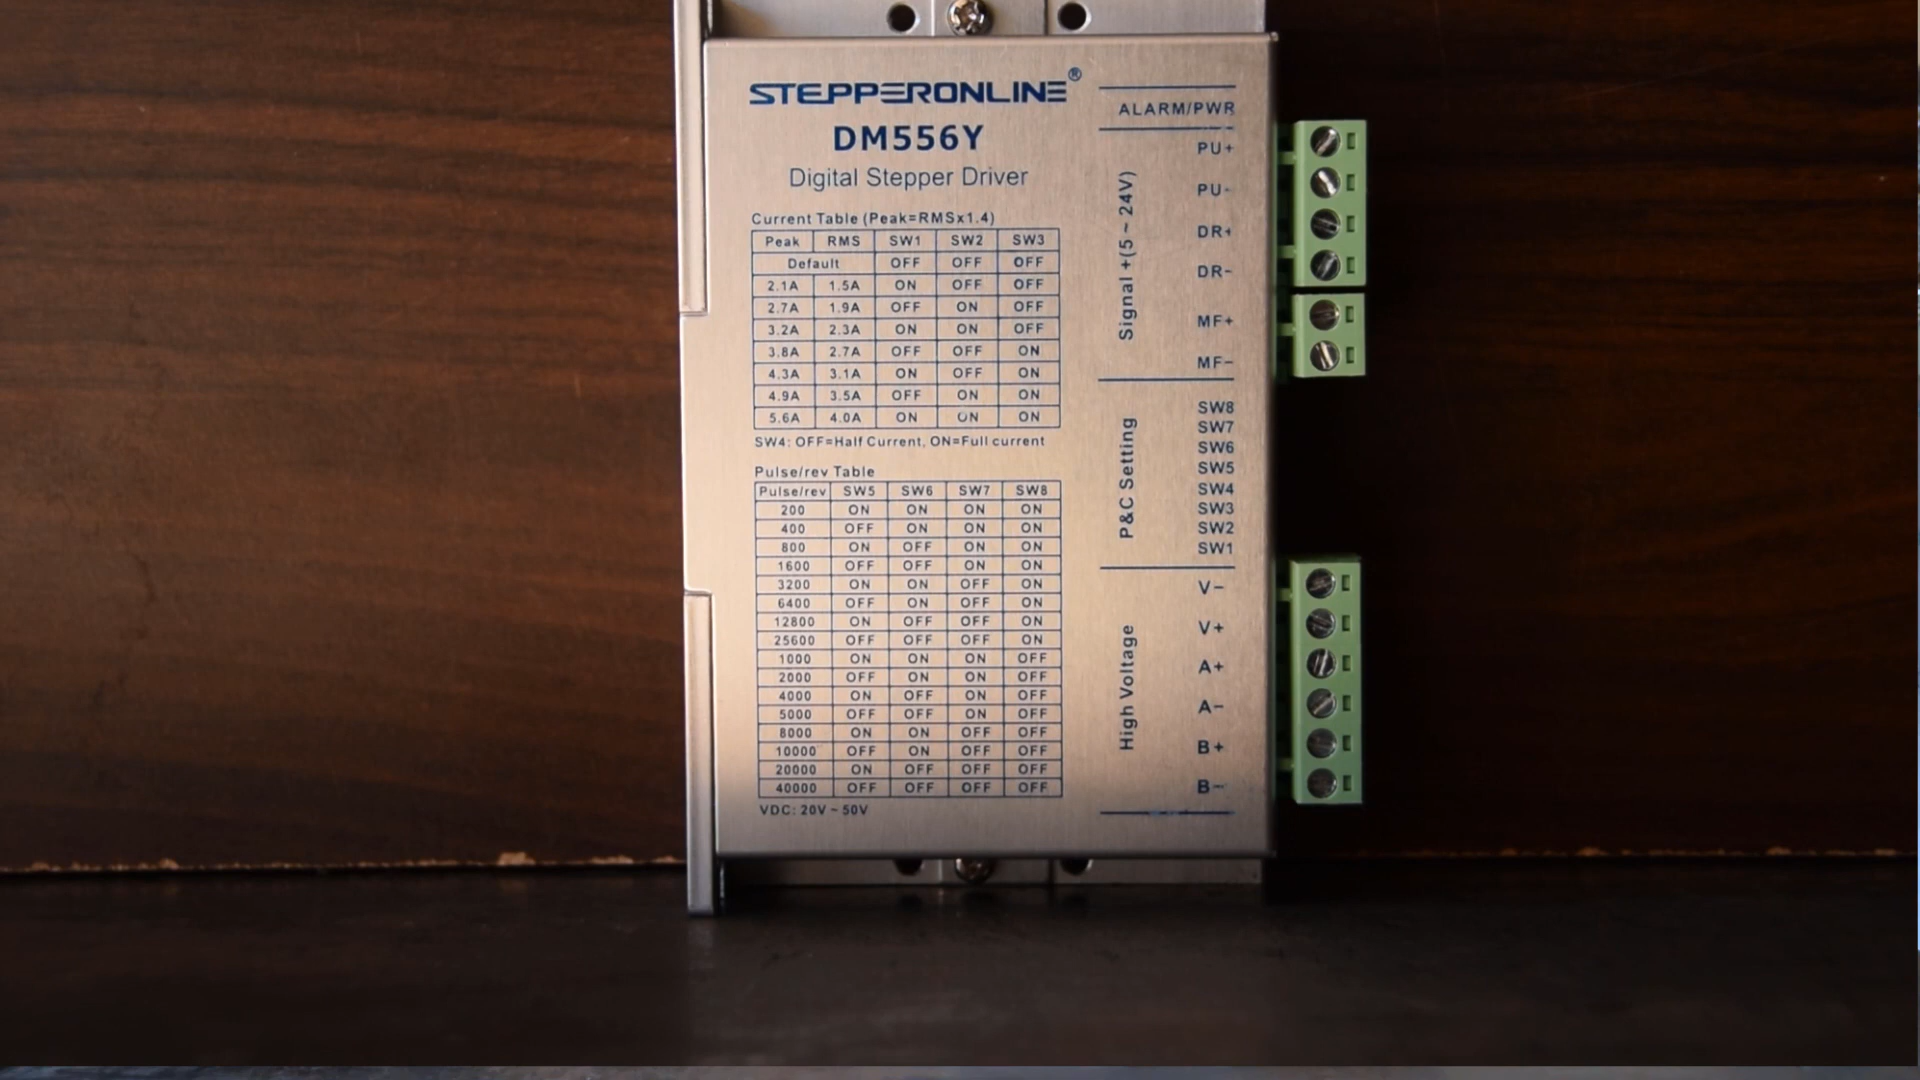 STEPPERONLINE®
DM556Y
Digital Stepper Driver
Current Table (Peak=RMSx1.4)
Peak RMS SW1 SW2 SW3
Default OFF OFF OFF
2.1A 1.5A ON OFF OFF
2.7A 1.9A OFF ON OFF
3.2A 2.3A ON ON OFF
3.8A 2.7A OFF OFF ON
4.3A 3.1A ON OFF ON
4.9A 3.5A OFF ON ON
5.6A 4.0A ON ON ON
SW4: OFF=Half Current, ON=Full current
Pulse/rev Table
Pulse/rev SW5 SW6 SW7 SW8
200 ON ON ON ON
400 OFF ON ON ON
800 ON OFF ON ON
1600 OFF OFF ON ON
3200 ON ON OFF ON
6400 OFF ON OFF ON
12800 ON OFF OFF ON
25600 OFF OFF OFF ON
1000 ON ON ON OFF
2000 OFF ON ON OFF
4000 ON OFF ON OFF
5000 OFF OFF ON OFF
8000 ON ON OFF OFF
10000 OFF ON OFF OFF
20000 ON OFF OFF OFF
40000 OFF OFF OFF OFF
VDC: 20V~50V
ALARM/PWR
Signal +(5~24V)
PU+
PU-
DR+
DR-
MF+
MF-
P&C Setting
SW8
SW7
SW6
SW5
SW4
SW3
SW2
SW1
High Voltage
V-
V+
A+
A-
B+
B-